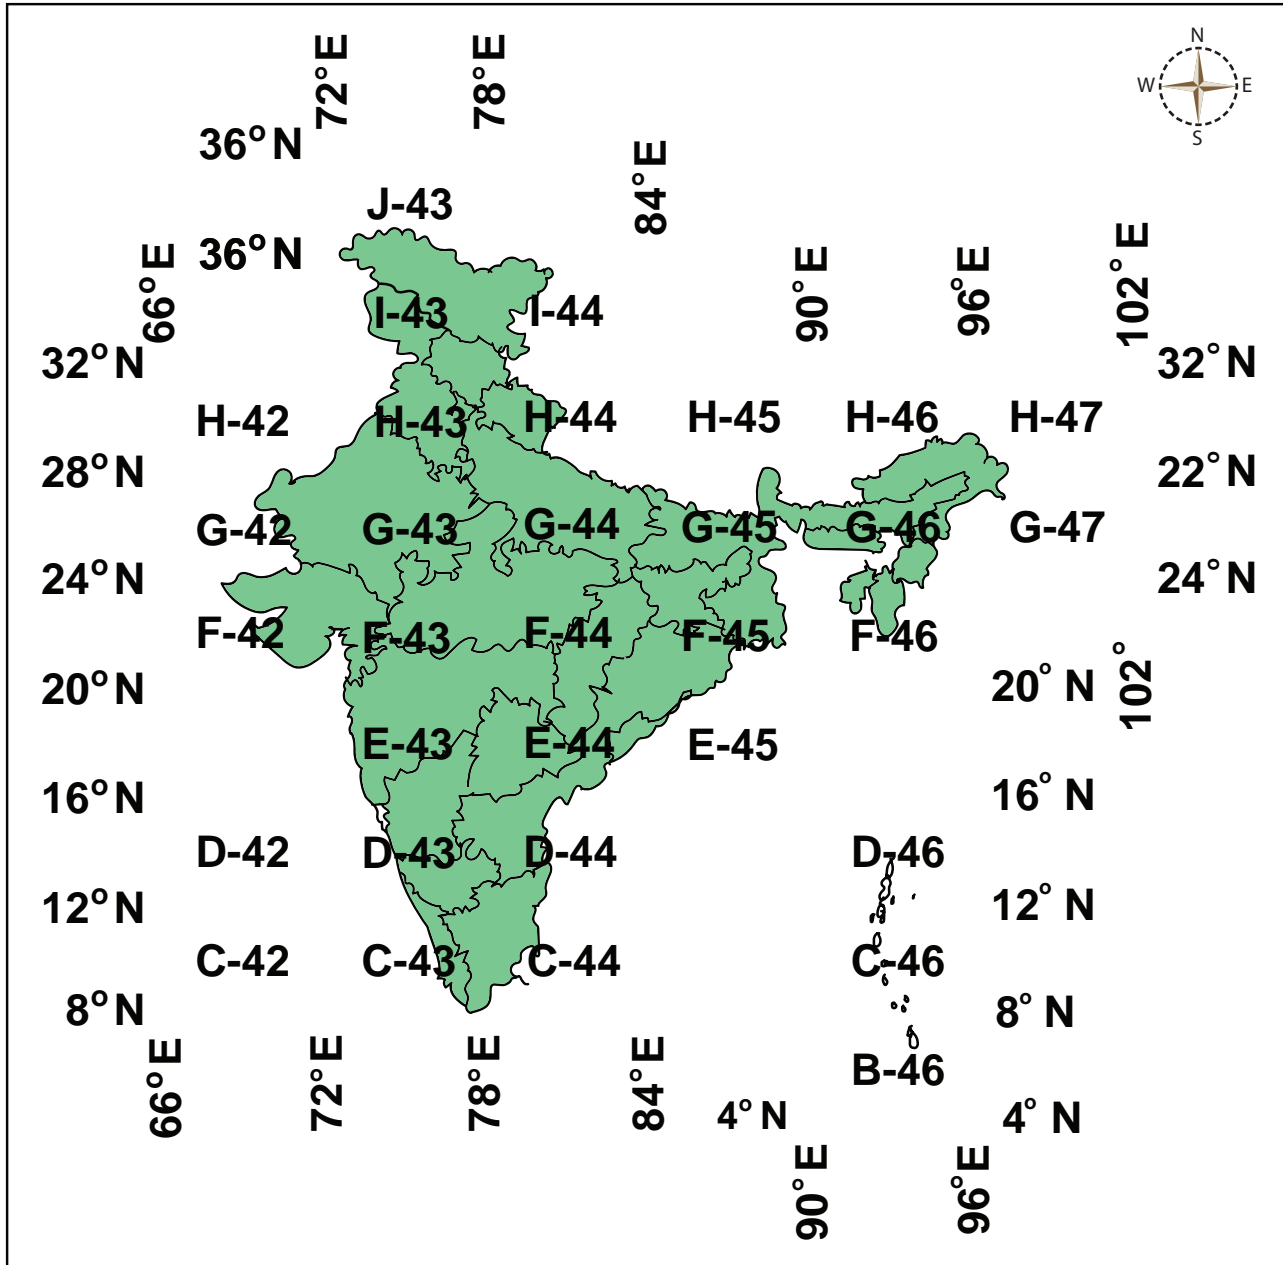 N
W E
S
72°E 78°E
36°N
84°E
J-43
36°N
66°E 90°E 96°E 102°E
I-43 I-44
32°N 32°N
H-42 H-43 H-44 H-45 H-46 H-47
28°N 22°N
G-42 G-43 G-44 G-45 G-46 G-47
24°N 24°N
F-42 F-43 F-44 F-45 F-46
20°N 20° N 102°
E-43 E-44 E-45
16°N 16° N
D-42 D-43 D-44 D-46
12°N 12° N
C-42 C-43 C-44 C-46
8°N 8° N
B-46
66°E 72°E 78°E 84°E
4° N 4° N
90°E 96°E